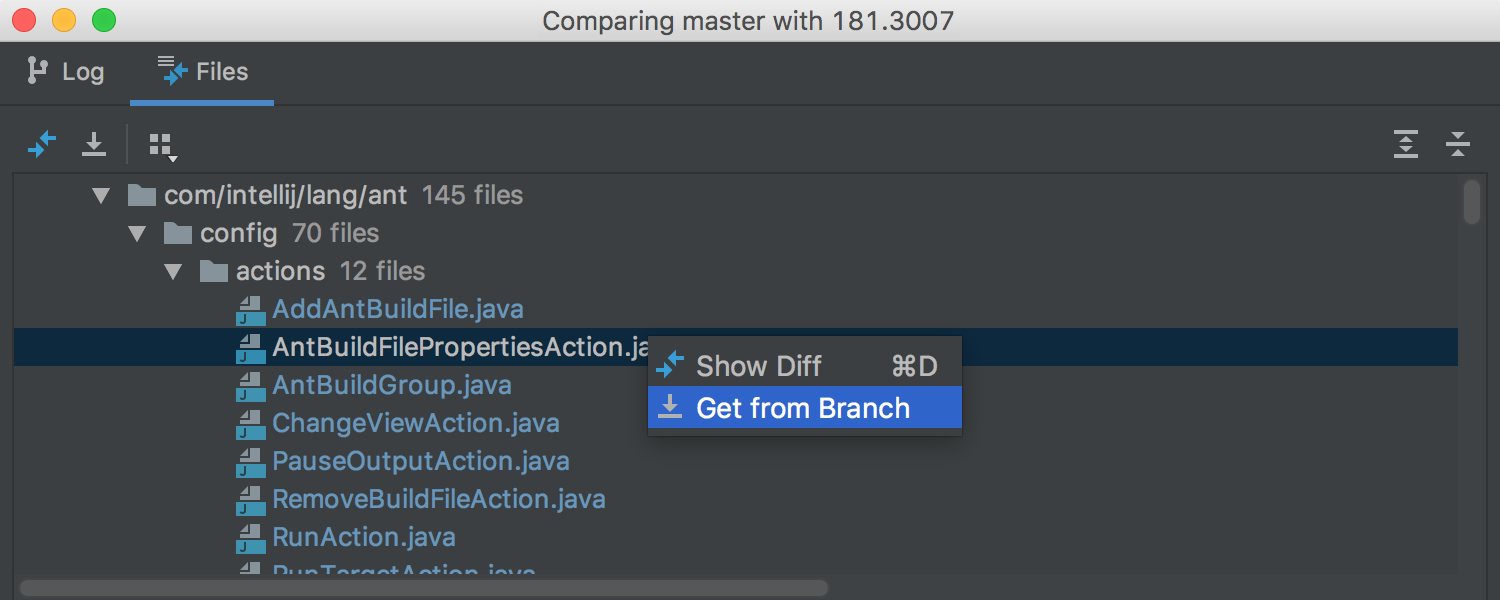 Comparing master with 181.3007
Log Files
com/intellij/lang/ant 145 files
config 70 files
actions 12 files
AddAntBuildFile.java
AntBuildFilePropertiesAction.ja
Show Diff ⌘D
AntBuildGroup.java
Get from Branch
ChangeViewAction.java
PauseOutputAction.java
RemoveBuildFileAction.java
RunAction.java
RunTargetAction.java